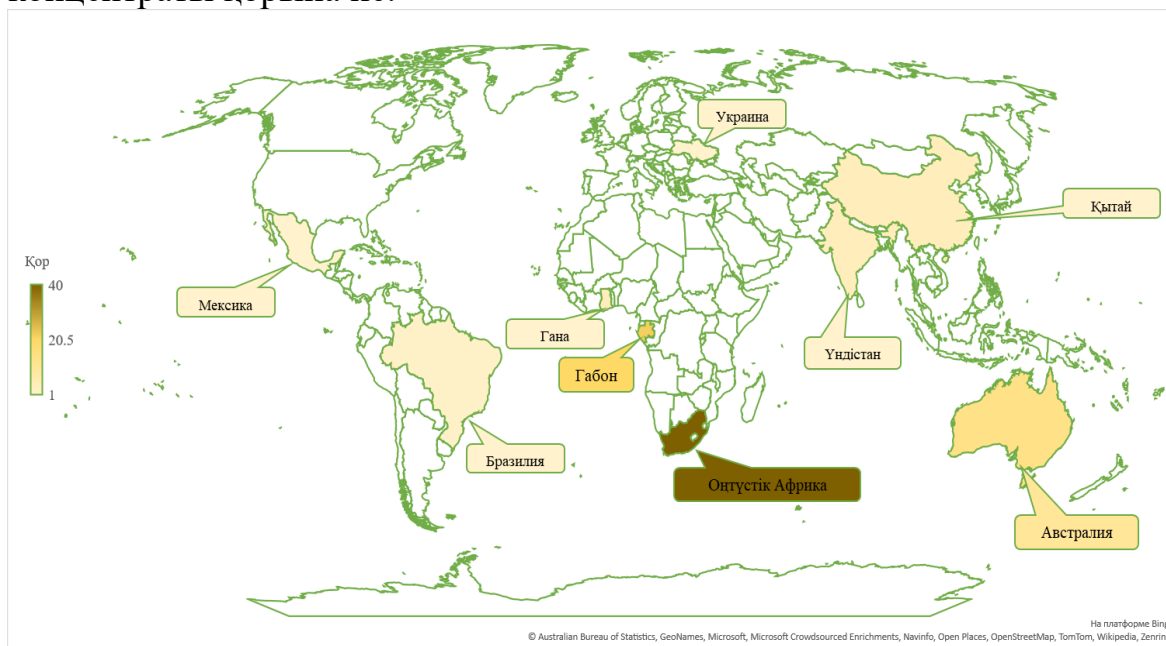 Украина
Қытай
Қор
40
20.5
1
Мексика
Гана
Габон
Үндістан
Бразилия
Оңтүстік Африка
Австралия
На платформе Bing
© Australian Bureau of Statistics, GeoNames, Microsoft, Microsoft Crowdsourced Enrichments, Navinfo, Open Places, OpenStreetMap, TomTom, Wikipedia, Zenrin